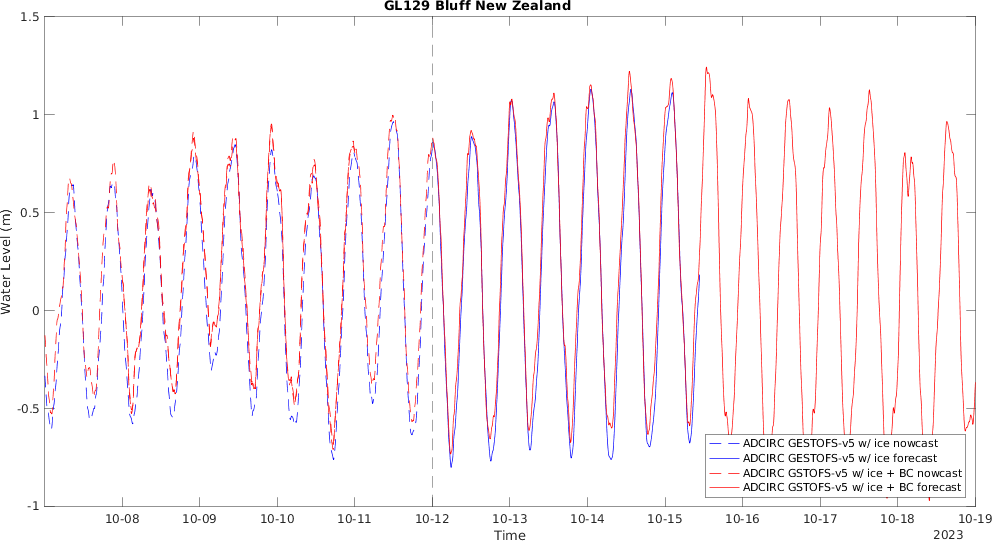 GL129 Bluff New Zealand
1.5
1
0.5
0
-0.5
-1
Water Level (m)
ADCIRC GESTOFS-v5 w/ ice nowcast
ADCIRC GESTOFS-v5 w/ ice forecast
ADCIRC GSTOFS-v5 w/ ice + BC nowcast
ADCIRC GSTOFS-v5 w/ ice + BC forecast
10-08 10-09 10-10 10-11 10-12 10-13 10-14 10-15 10-16 10-17 10-18 10-19
Time
2023